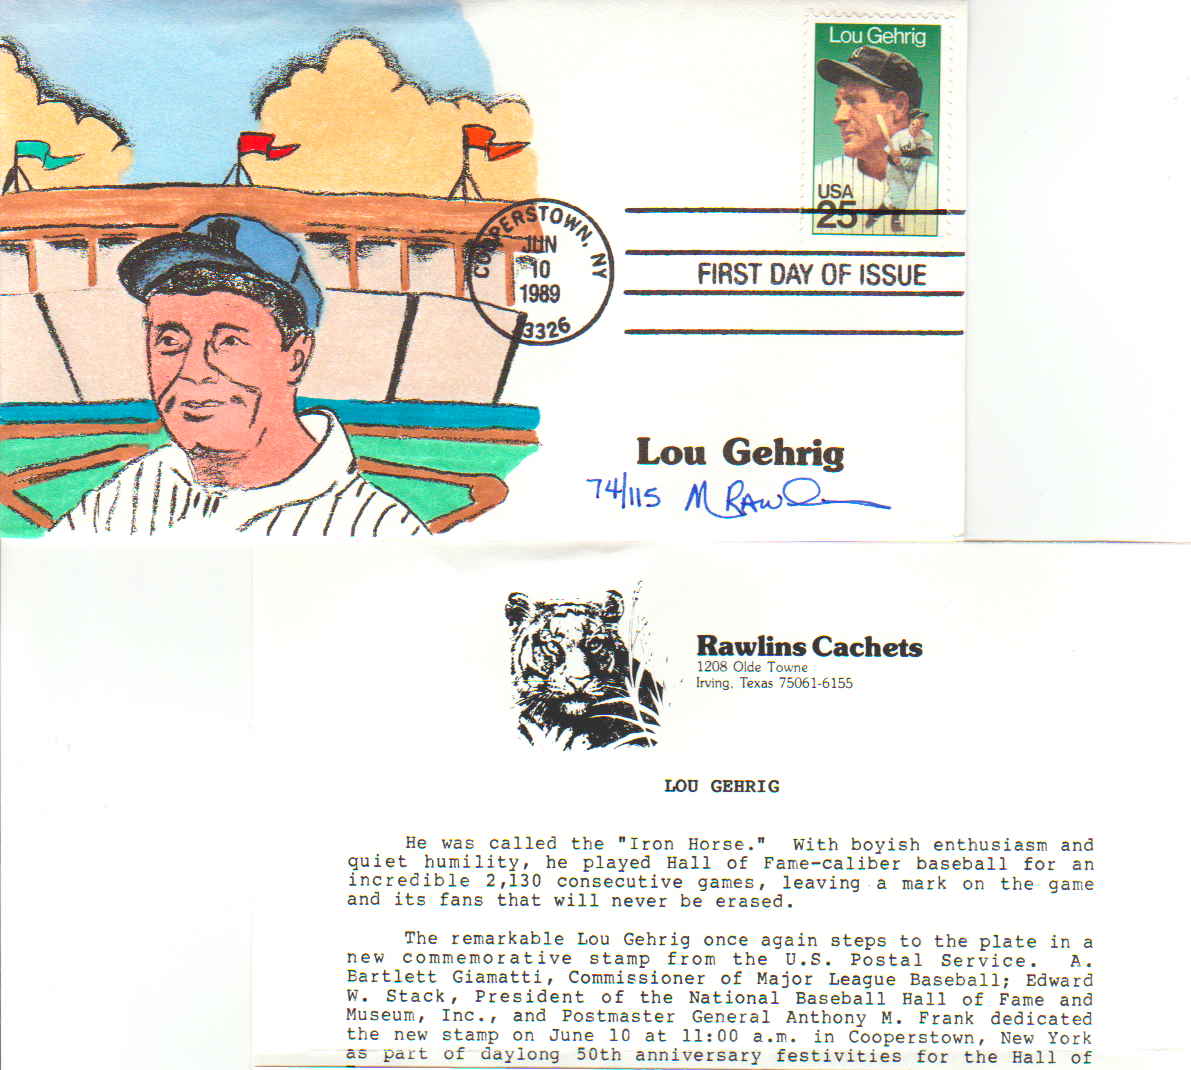 Lou Gehrig
USA
25
COOPERSTOWN, NY
JUN
10
1989
3326
FIRST DAY OF ISSUE
Lou Gehrig
74/115 M Rawl
Rawlins Cachets
1208 Olde Towne
Irving, Texas 75061-6155
LOU GEHRIG
He was called the "Iron Horse." With boyish enthusiasm and
quiet humility, he played Hall of Fame-caliber baseball for an
incredible 2,130 consecutive games, leaving a mark on the game
and its fans that will never be erased.
The remarkable Lou Gehrig once again steps to the plate in a
new commemorative stamp from the U.S. Postal Service. A.
Bartlett Giamatti, Commissioner of Major League Baseball; Edward
W. Stack, President of the National Baseball Hall of Fame and
Museum, Inc., and Postmaster General Anthony M. Frank dedicated
the new stamp on June 10 at 11:00 a.m. in Cooperstown, New York
as part of daylong 50th anniversary festivities for the Hall of